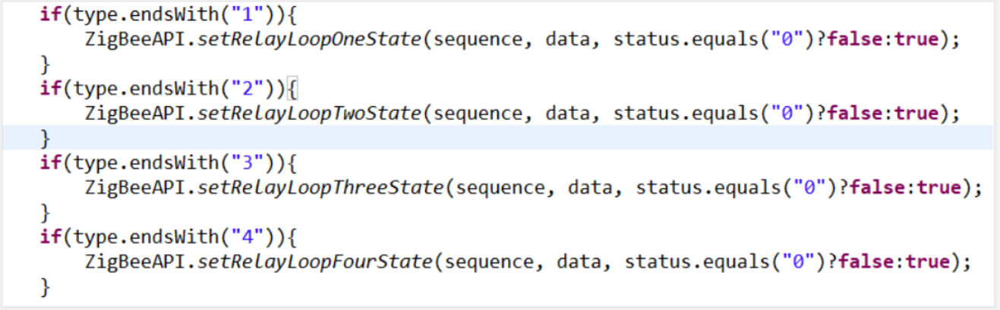 if(type.endsWith("1")){
    ZigBeeAPI.setRelayLoopOneState(sequence, data, status.equals("0")?false:true);
}
if(type.endsWith("2")){
    ZigBeeAPI.setRelayLoopTwoState(sequence, data, status.equals("0")?false:true);
}
if(type.endsWith("3")){
    ZigBeeAPI.setRelayLoopThreeState(sequence, data, status.equals("0")?false:true);
}
if(type.endsWith("4")){
    ZigBeeAPI.setRelayLoopFourState(sequence, data, status.equals("0")?false:true);
}